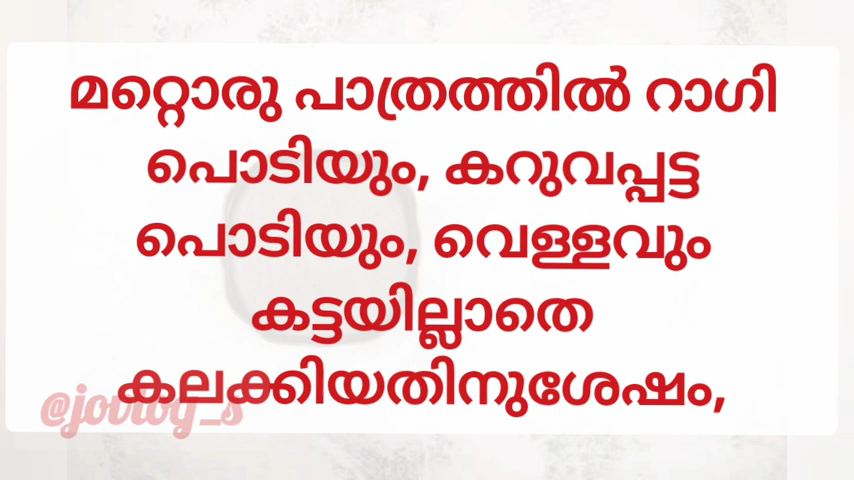 മറ്റൊരു പാത്രത്തിൽ റാഗി
പൊടിയും, കറുവപ്പട്ട
പൊടിയും, വെള്ളവും
കട്ടയില്ലാതെ
കലക്കിയതിനുശേഷം,